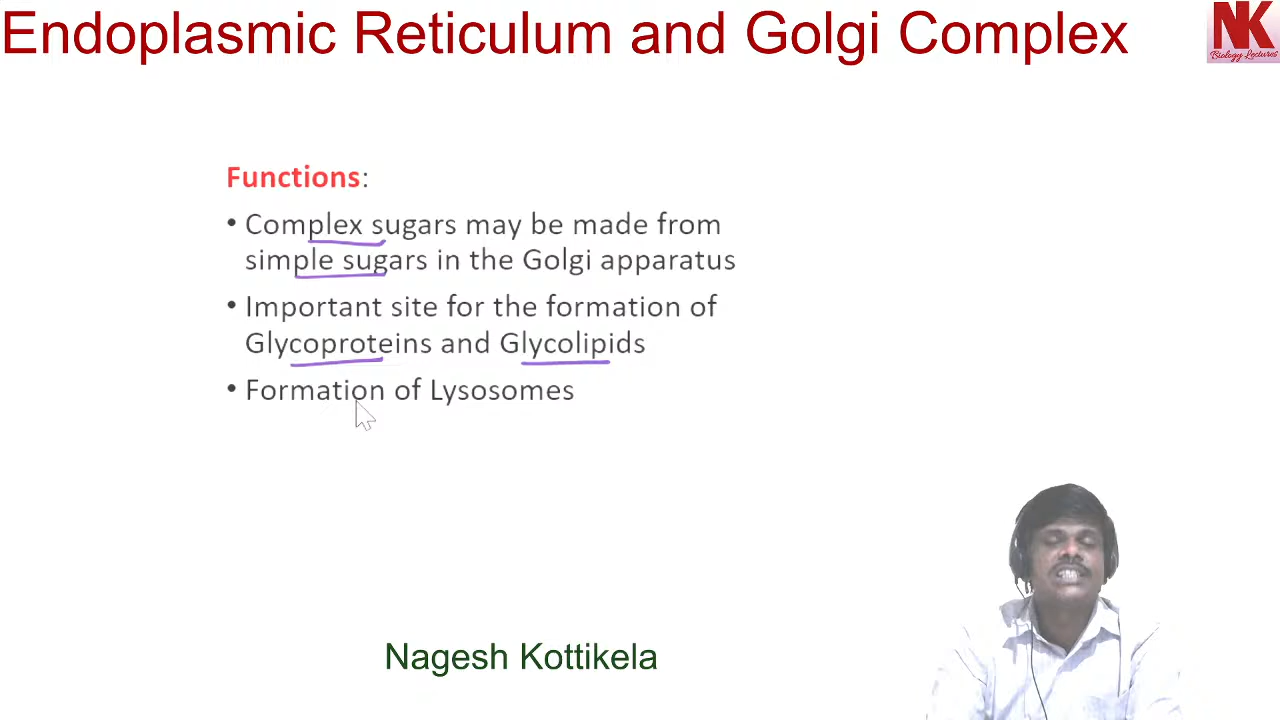 Endoplasmic Reticulum and Golgi Complex
NK
Biology Lectures
Functions:
• Complex sugars may be made from
simple sugars in the Golgi apparatus
• Important site for the formation of
Glycoproteins and Glycolipids
• Formation of Lysosomes
Nagesh Kottikela